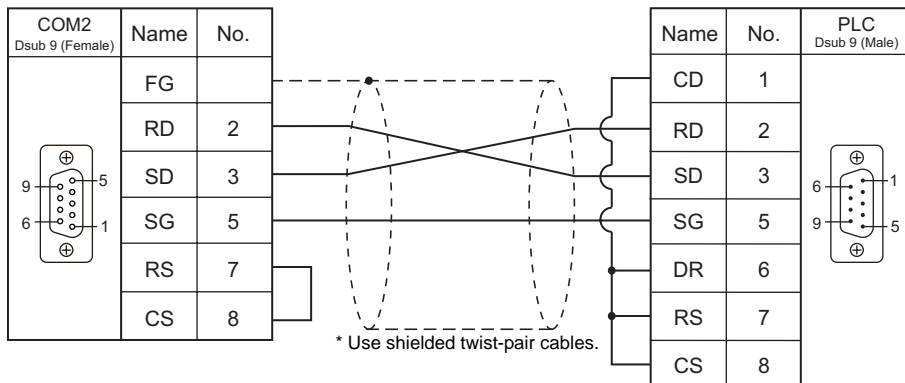 COM2
Dsub 9 (Female)
Name No.
FG
RD 2
SD 3
SG 5
RS 7
CS 8
9 5
6 1
* Use shielded twist-pair cables.
Name No.
PLC
Dsub 9 (Male)
CD 1
RD 2
SD 3
SG 5
DR 6
RS 7
CS 8
6 1
9 5